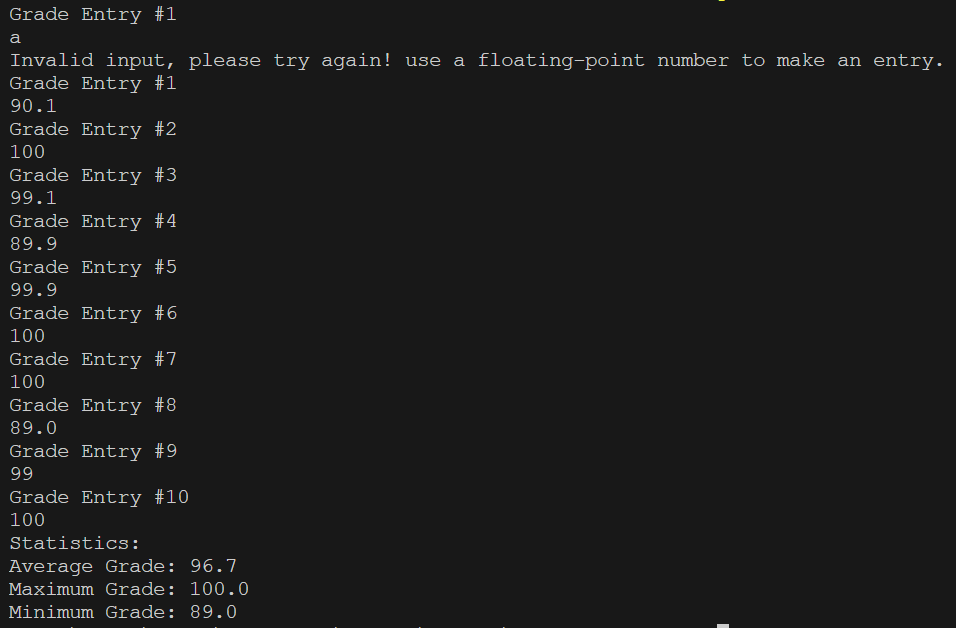 Grade Entry #1
a
Invalid input, please try again! use a floating-point number to make an entry.
Grade Entry #1
90.1
Grade Entry #2
100
Grade Entry #3
99.1
Grade Entry #4
89.9
Grade Entry #5
99.9
Grade Entry #6
100
Grade Entry #7
100
Grade Entry #8
89.0
Grade Entry #9
99
Grade Entry #10
100
Statistics:
Average Grade: 96.7
Maximum Grade: 100.0
Minimum Grade: 89.0